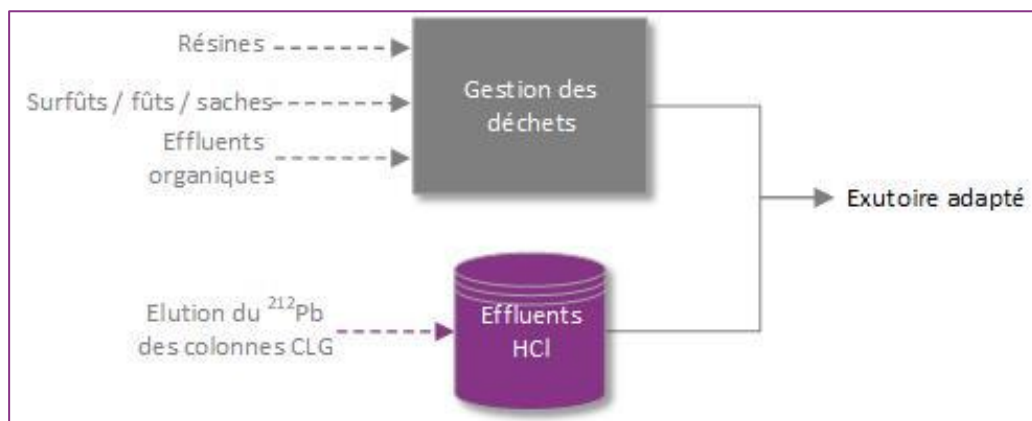 Résines
Surfûts / fûts / saches
Effluents
organiques
Gestion des
déchets
Exutoire adapté
Elution du ²¹²Pb
des colonnes CLG
Effluents
HCl